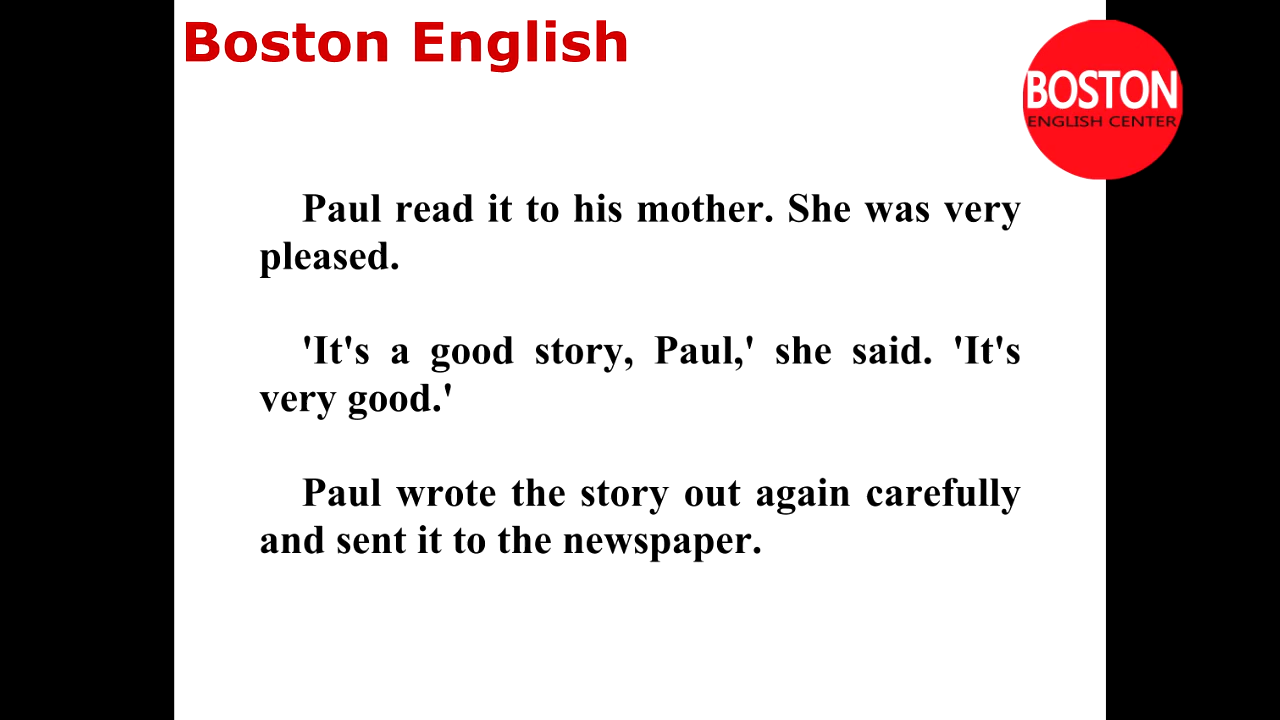 Boston English
BOSTON
ENGLISH CENTER
Paul read it to his mother. She was very
pleased.
'It's a good story, Paul,' she said. 'It's
very good.'
Paul wrote the story out again carefully
and sent it to the newspaper.